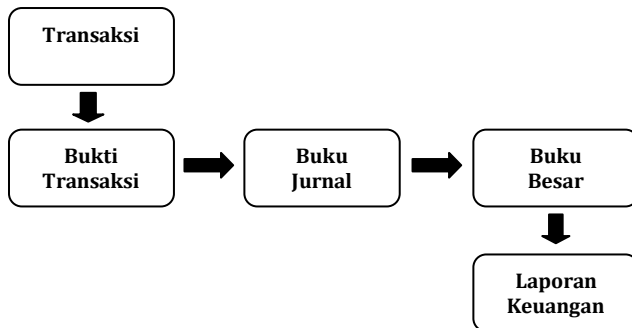 Transaksi
Bukti
Transaksi
Buku
Jurnal
Buku
Besar
Laporan
Keuangan